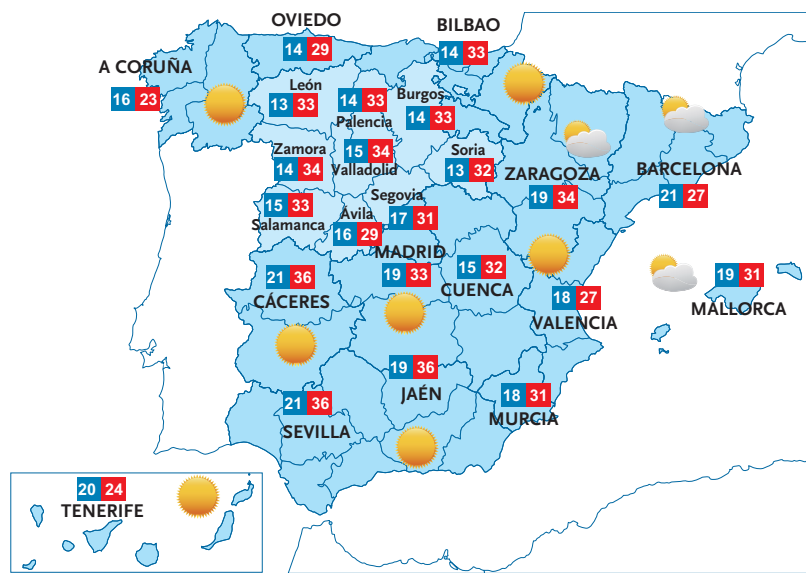 OVIEDO
14 29
BILBAO
14 33
A CORUÑA
16 23
León
13 33
14 33
Palencia
Burgos
14 33
Zamora
14 34
15 34
Valladolid
Soria
13 32
ZARAGOZA
19 34
BARCELONA
21 27
15 33
Salamanca
Ávila
16 29
Segovia
17 31
MADRID
19 33
15 32
CUENCA
21 36
CÁCERES
18 27
VALENCIA
19 31
MALLORCA
19 36
JAÉN
21 36
SEVILLA
18 31
MURCIA
20 24
TENERIFE